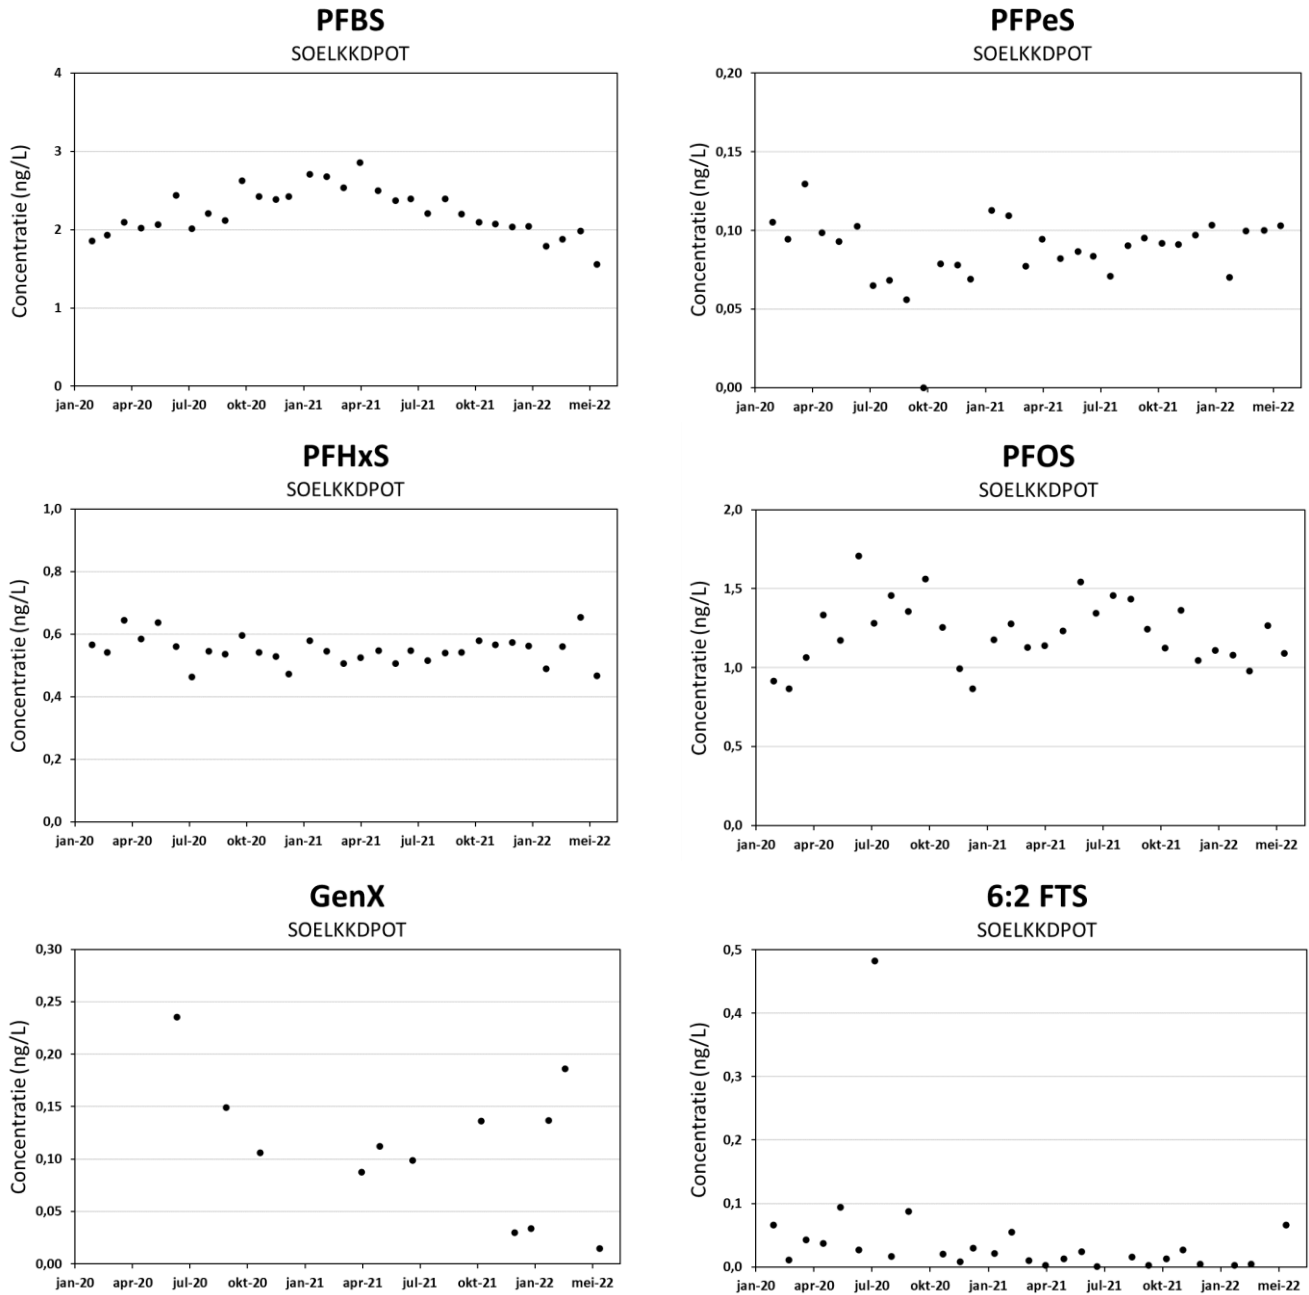 PFBS
SOELKKDPOT
Concentratie (ng/L)
4
3
2
1
0
jan-20 apr-20 jul-20 okt-20 jan-21 apr-21 jul-21 okt-21 jan-22 mei-22
PFPeS
SOELKKDPOT
Concentratie (ng/L)
0,20
0,15
0,10
0,05
0,00
jan-20 apr-20 jul-20 okt-20 jan-21 apr-21 jul-21 okt-21 jan-22 mei-22
PFHxS
SOELKKDPOT
Concentratie (ng/L)
1,0
0,8
0,6
0,4
0,2
0,0
jan-20 apr-20 jul-20 okt-20 jan-21 apr-21 jul-21 okt-21 jan-22 mei-22
PFOS
SOELKKDPOT
Concentratie (ng/L)
2,0
1,5
1,0
0,5
0,0
jan-20 apr-20 jul-20 okt-20 jan-21 apr-21 jul-21 okt-21 jan-22 mei-22
GenX
SOELKKDPOT
Concentratie (ng/L)
0,30
0,25
0,20
0,15
0,10
0,05
0,00
jan-20 apr-20 jul-20 okt-20 jan-21 apr-21 jul-21 okt-21 jan-22 mei-22
6:2 FTS
SOELKKDPOT
Concentratie (ng/L)
0,5
0,4
0,3
0,2
0,1
0,0
jan-20 apr-20 jul-20 okt-20 jan-21 apr-21 jul-21 okt-21 jan-22 mei-22